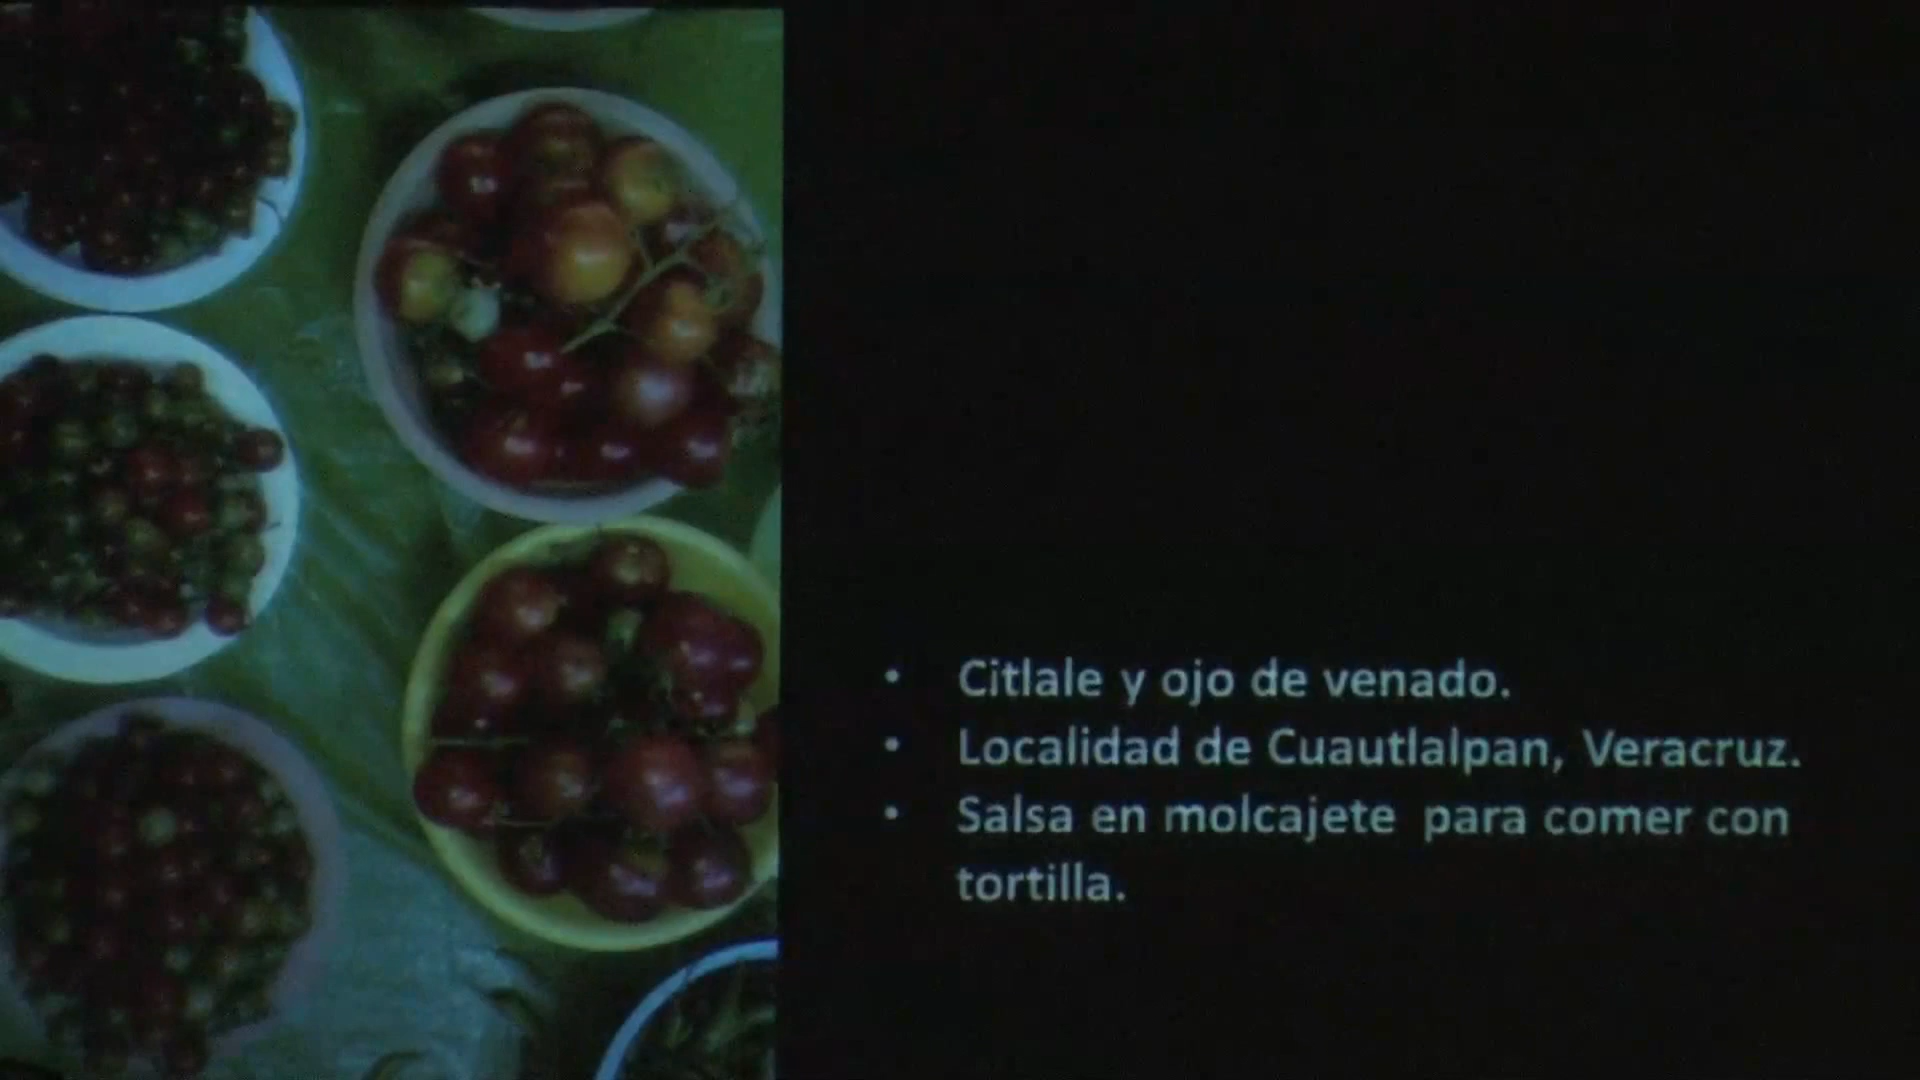 • Citlale y ojo de venado.
• Localidad de Cuautlalpan, Veracruz.
• Salsa en molcajete para comer con
tortilla.